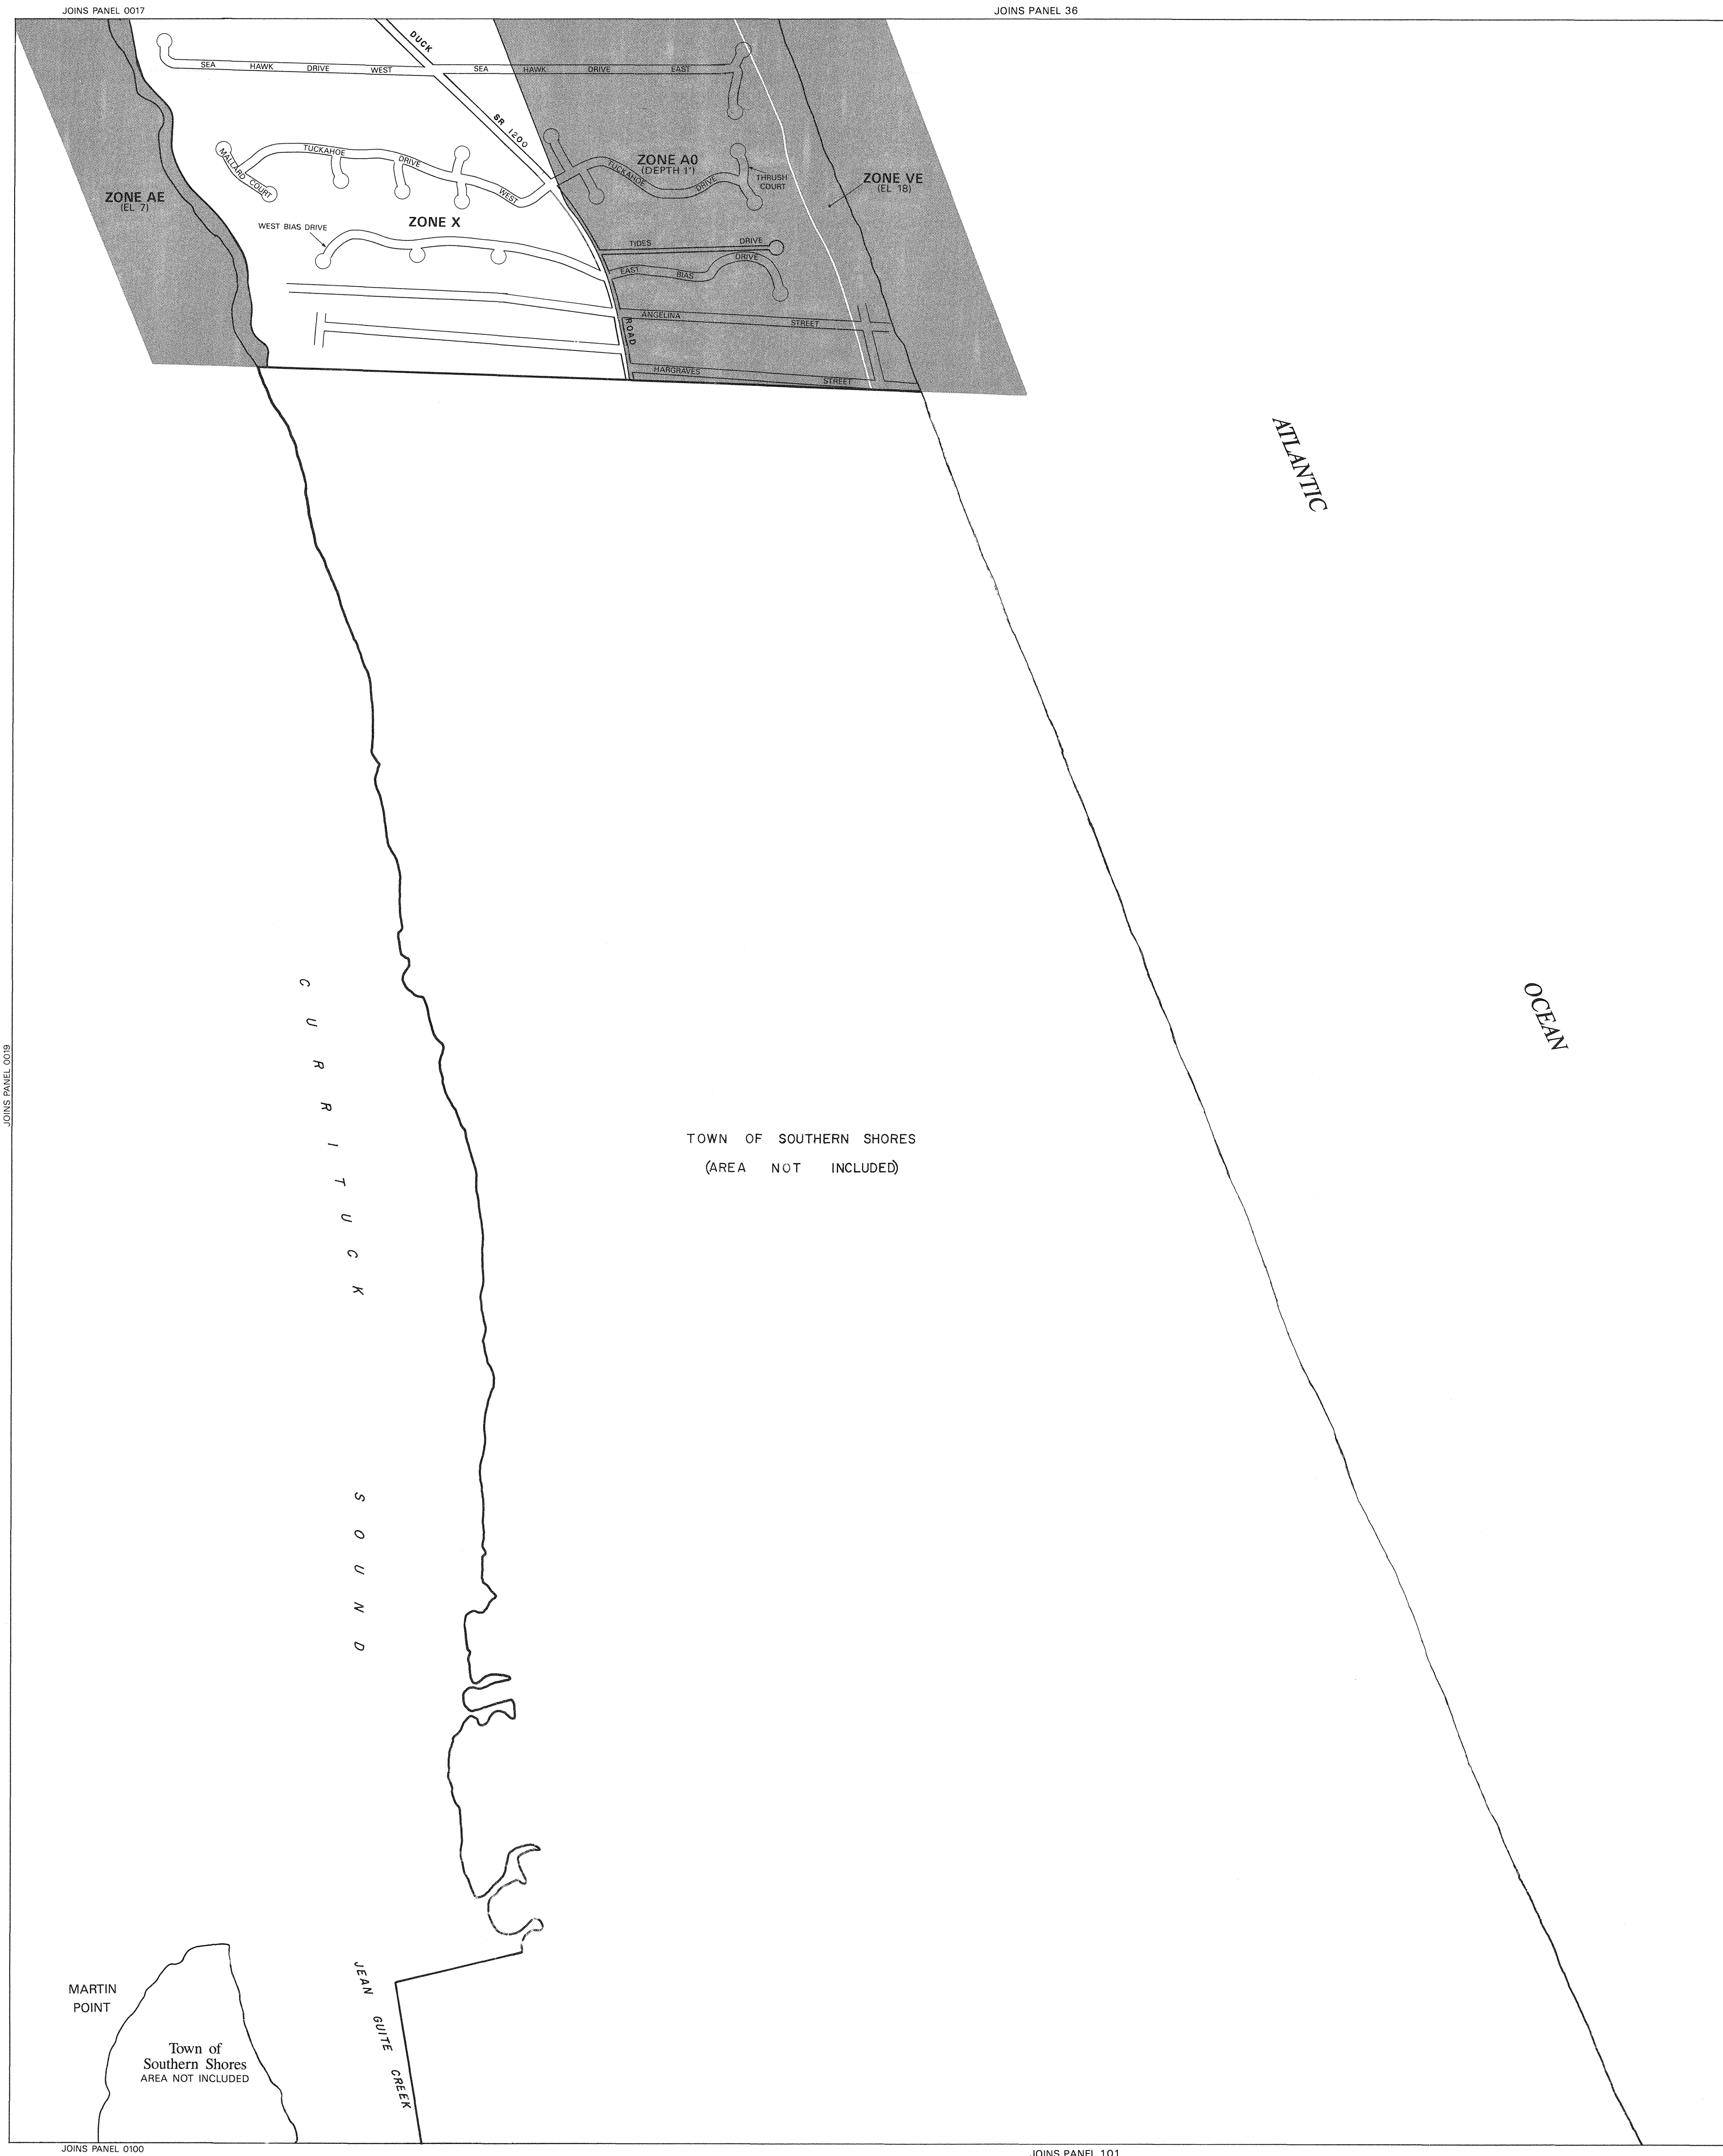 JOINS PANEL 0017
JOINS PANEL 36
DUCK
SEA HAWK DRIVE WEST
SEA HAWK DRIVE EAST
SR 1200
MALLARD COURT
TUCKAHOE DRIVE WEST
ZONE A0
(DEPTH 1')
TUCKAHOE DRIVE
THRUSH
COURT
ZONE VE
(EL 18)
ZONE AE
(EL 7)
ZONE X
WEST BIAS DRIVE
TIDES DRIVE
EAST BIAS DRIVE
ROAD
ANGELINA STREET
HARGRAVES STREET
ATLANTIC
OCEAN
JOINS PANEL 0019
CURRITUCK
SOUND
TOWN OF SOUTHERN SHORES
(AREA NOT INCLUDED)
MARTIN
POINT
Town of
Southern Shores
AREA NOT INCLUDED
JEAN GUITE CREEK
JOINS PANEL 0100
JOINS PANEL 101